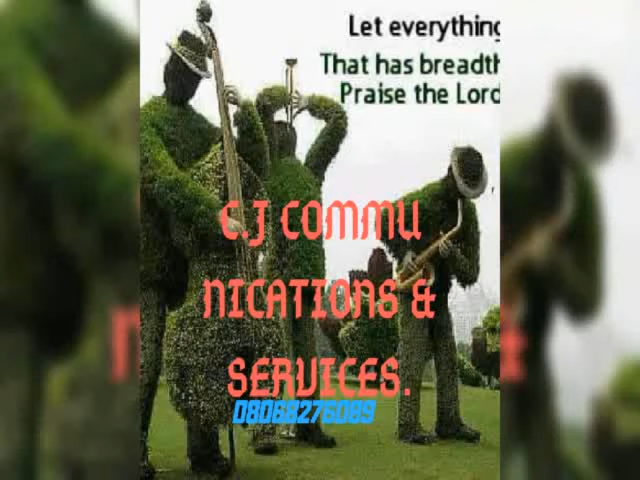 Let everything
That has breadth
Praise the Lord
C.J COMMU
NICATIONS &
SERVICES.
08068276089